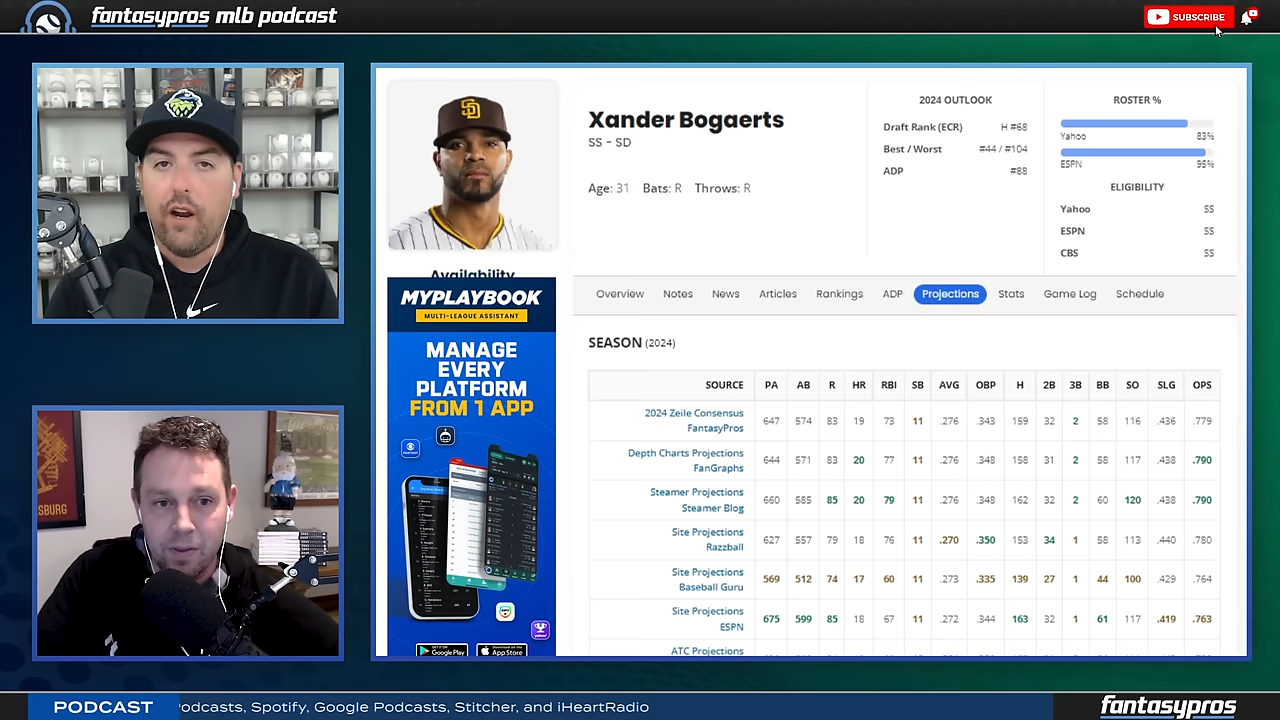 fantasypros mlb podcast
SUBSCRIBE
SBURG
Xander Bogaerts
SS - SD
Age: 31 Bats: R Throws: R
2024 OUTLOOK
Draft Rank (ECR) H #68
Best / Worst #44 / #104
ADP #88
ROSTER %
Yahoo 83%
ESPN 95%
ELIGIBILITY
Yahoo SS
ESPN SS
CBS SS
Availability
MYPLAYBOOK
MULTI-LEAGUE ASSISTANT
MANAGE
EVERY
PLATFORM
FROM 1 APP
GET IT ON
Google Play
App Store
Overview Notes News Articles Rankings ADP Projections Stats Game Log Schedule
SEASON (2024)
SOURCE PA AB R HR RBI SB AVG OBP H 2B 3B BB SO SLG OPS
2024 Zeile Consensus
FantasyPros 647 574 83 19 73 11 .276 .343 159 32 2 58 116 .436 .779
Depth Charts Projections
FanGraphs 644 571 83 20 77 11 .276 .348 158 31 2 58 117 .438 .790
Steamer Projections
Steamer Blog 660 585 85 20 79 11 .276 .348 162 32 2 60 120 .438 .790
Site Projections
Razzball 627 557 79 18 76 11 .270 .350 153 34 1 58 113 .440 .780
Site Projections
Baseball Guru 569 512 74 17 60 11 .273 .335 139 27 1 44 100 .429 .764
Site Projections
ESPN 675 599 85 18 67 11 .272 .344 163 32 1 61 117 .419 .763
ATC Projections
PODCAST
Podcasts, Spotify, Google Podcasts, Stitcher, and iHeartRadio
fantasypros